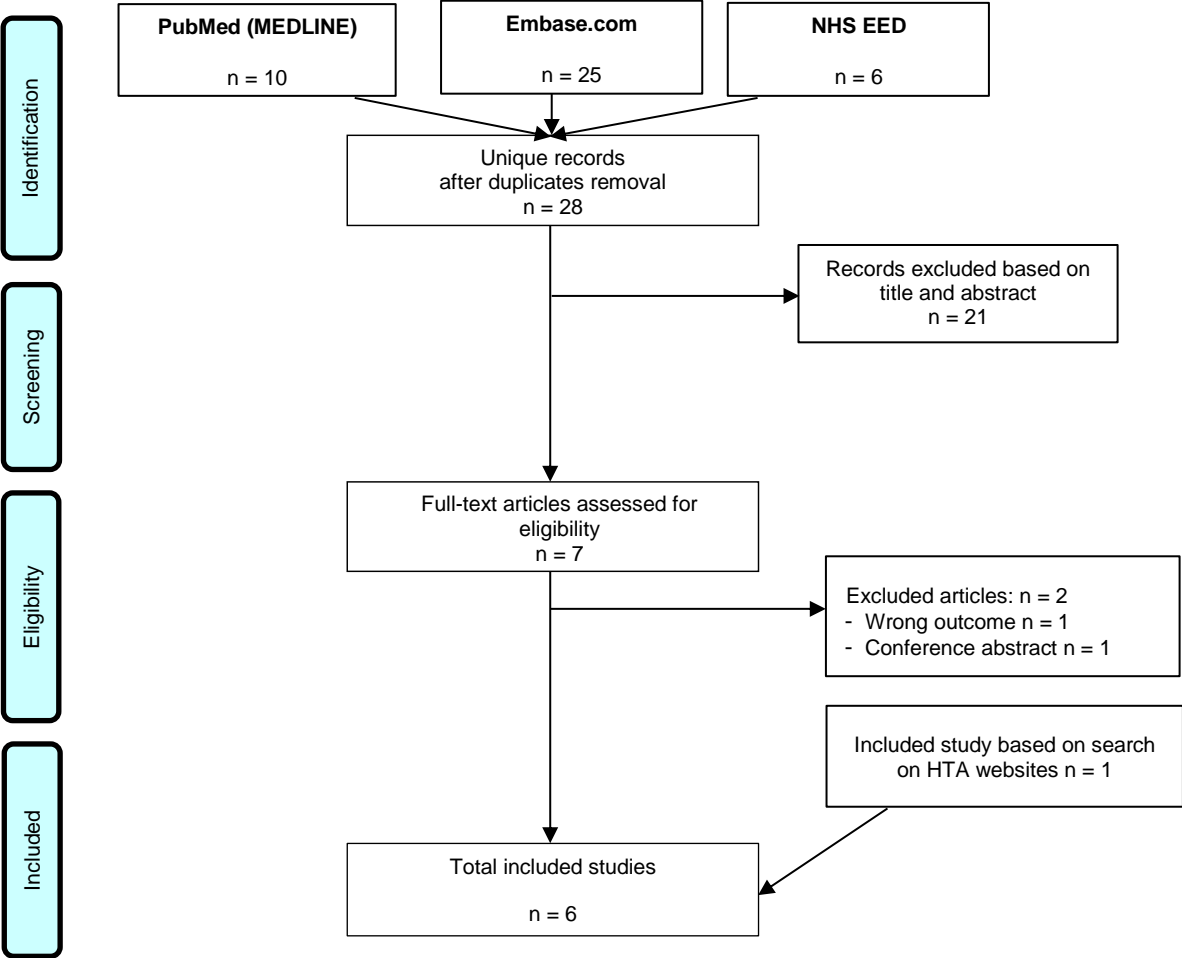 PubMed (MEDLINE)
n = 10
Embase.com
n = 25
NHS EED
n = 6
Identification
Unique records
after duplicates removal
n = 28
Records excluded based on
title and abstract
n = 21
Screening
Full-text articles assessed for
eligibility
n = 7
Eligibility
Excluded articles: n = 2
- Wrong outcome n = 1
- Conference abstract n = 1
Included study based on search
on HTA websites n = 1
Included
Total included studies
n = 6